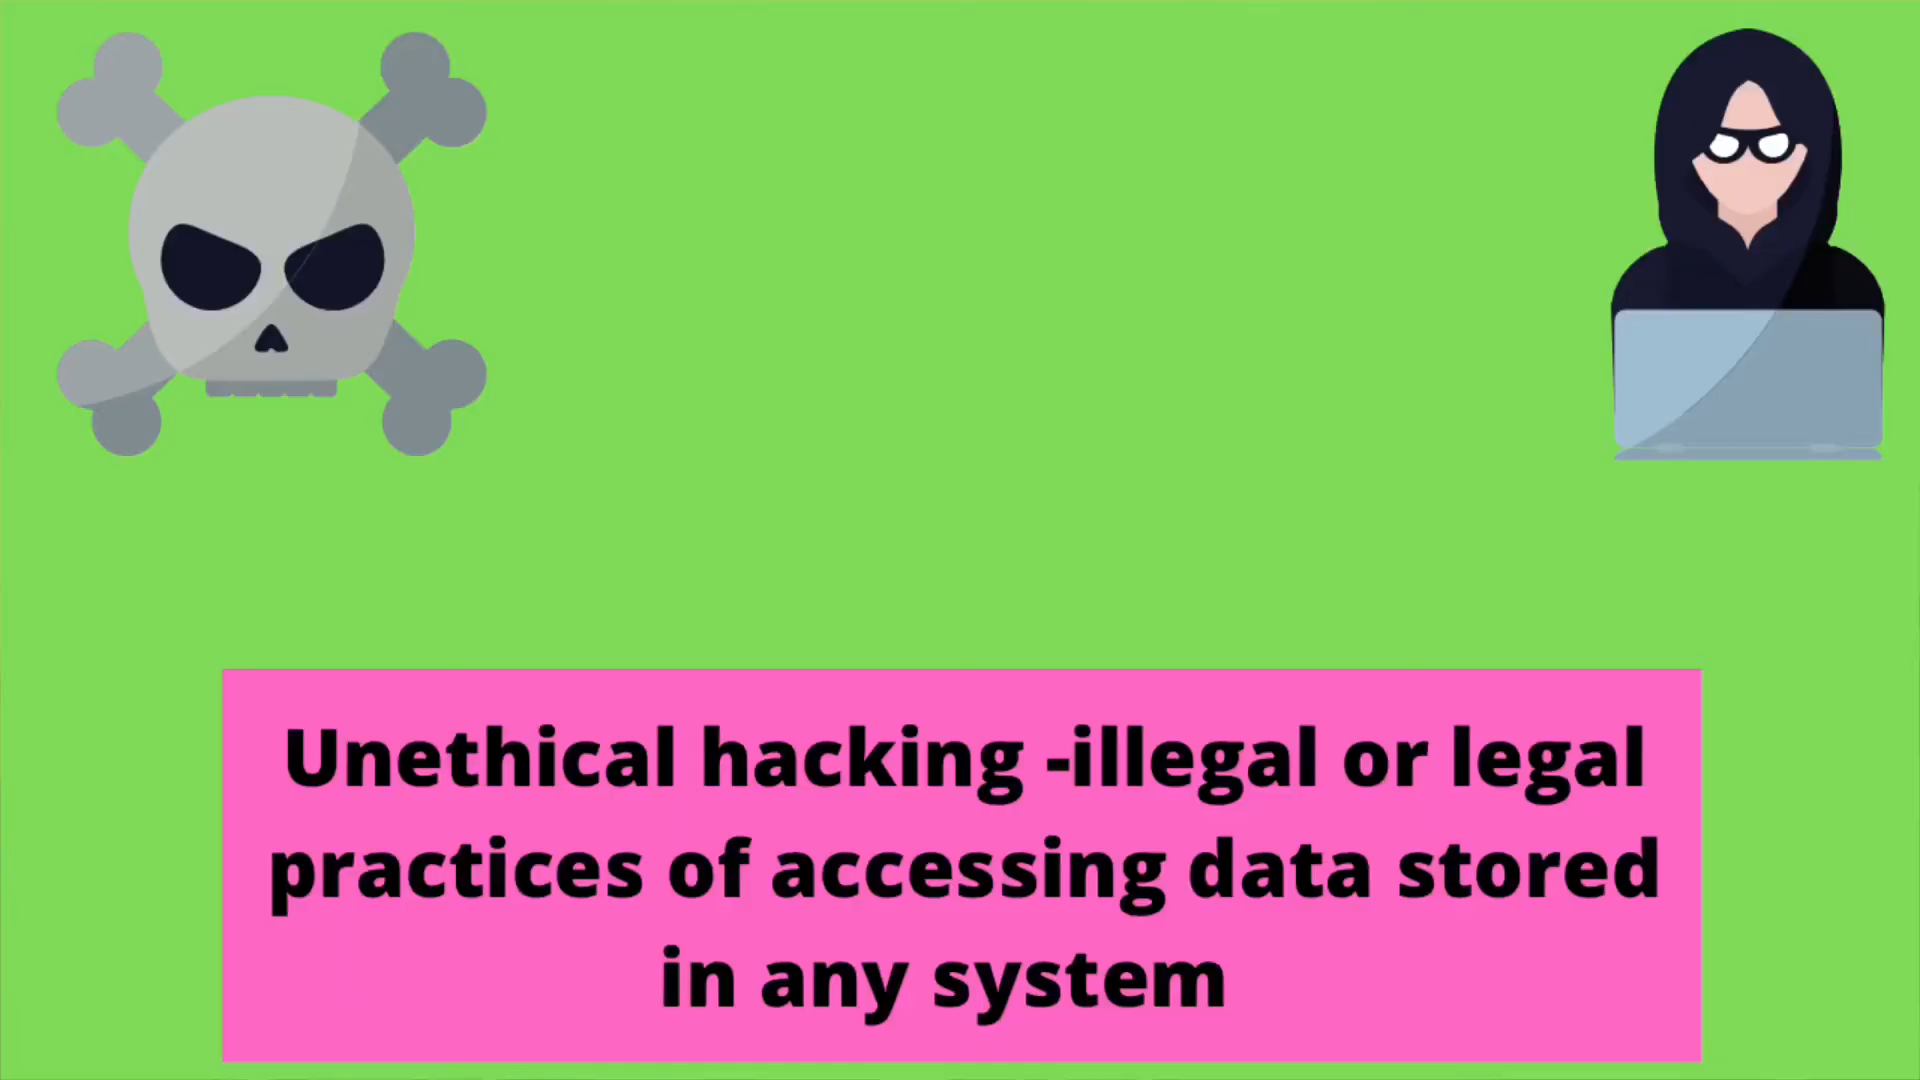 Unethical hacking -illegal or legal
practices of accessing data stored
in any system